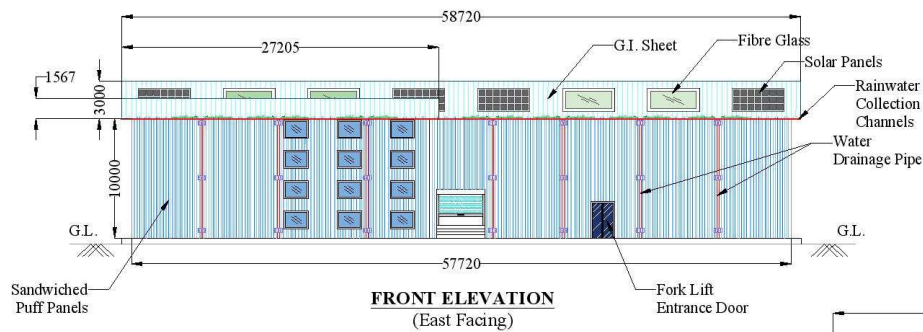 58720
27205
G.I. Sheet
Fibre Glass
Solar Panels
1567
3000
Rainwater
Collection
Channels
Water
Drainage Pipe
10000
G.L.
G.L.
57720
Sandwiched
Puff Panels
Fork Lift
Entrance Door
FRONT ELEVATION
(East Facing)